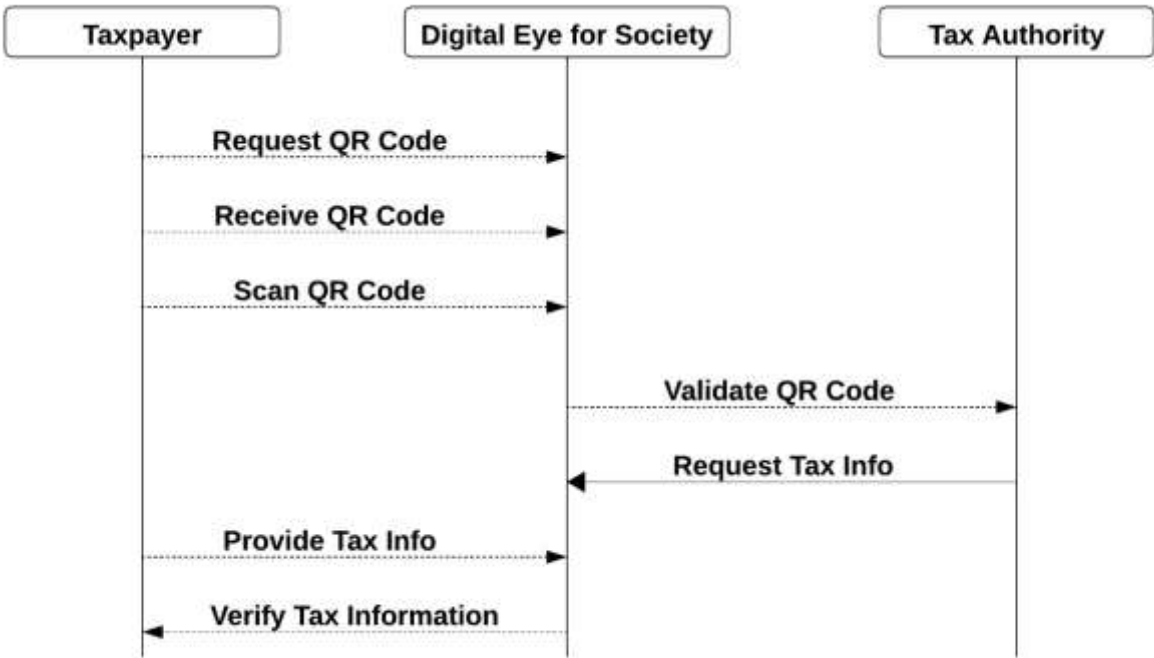 Taxpayer
Digital Eye for Society
Tax Authority
Request QR Code
Receive QR Code
Scan QR Code
Validate QR Code
Request Tax Info
Provide Tax Info
Verify Tax Information